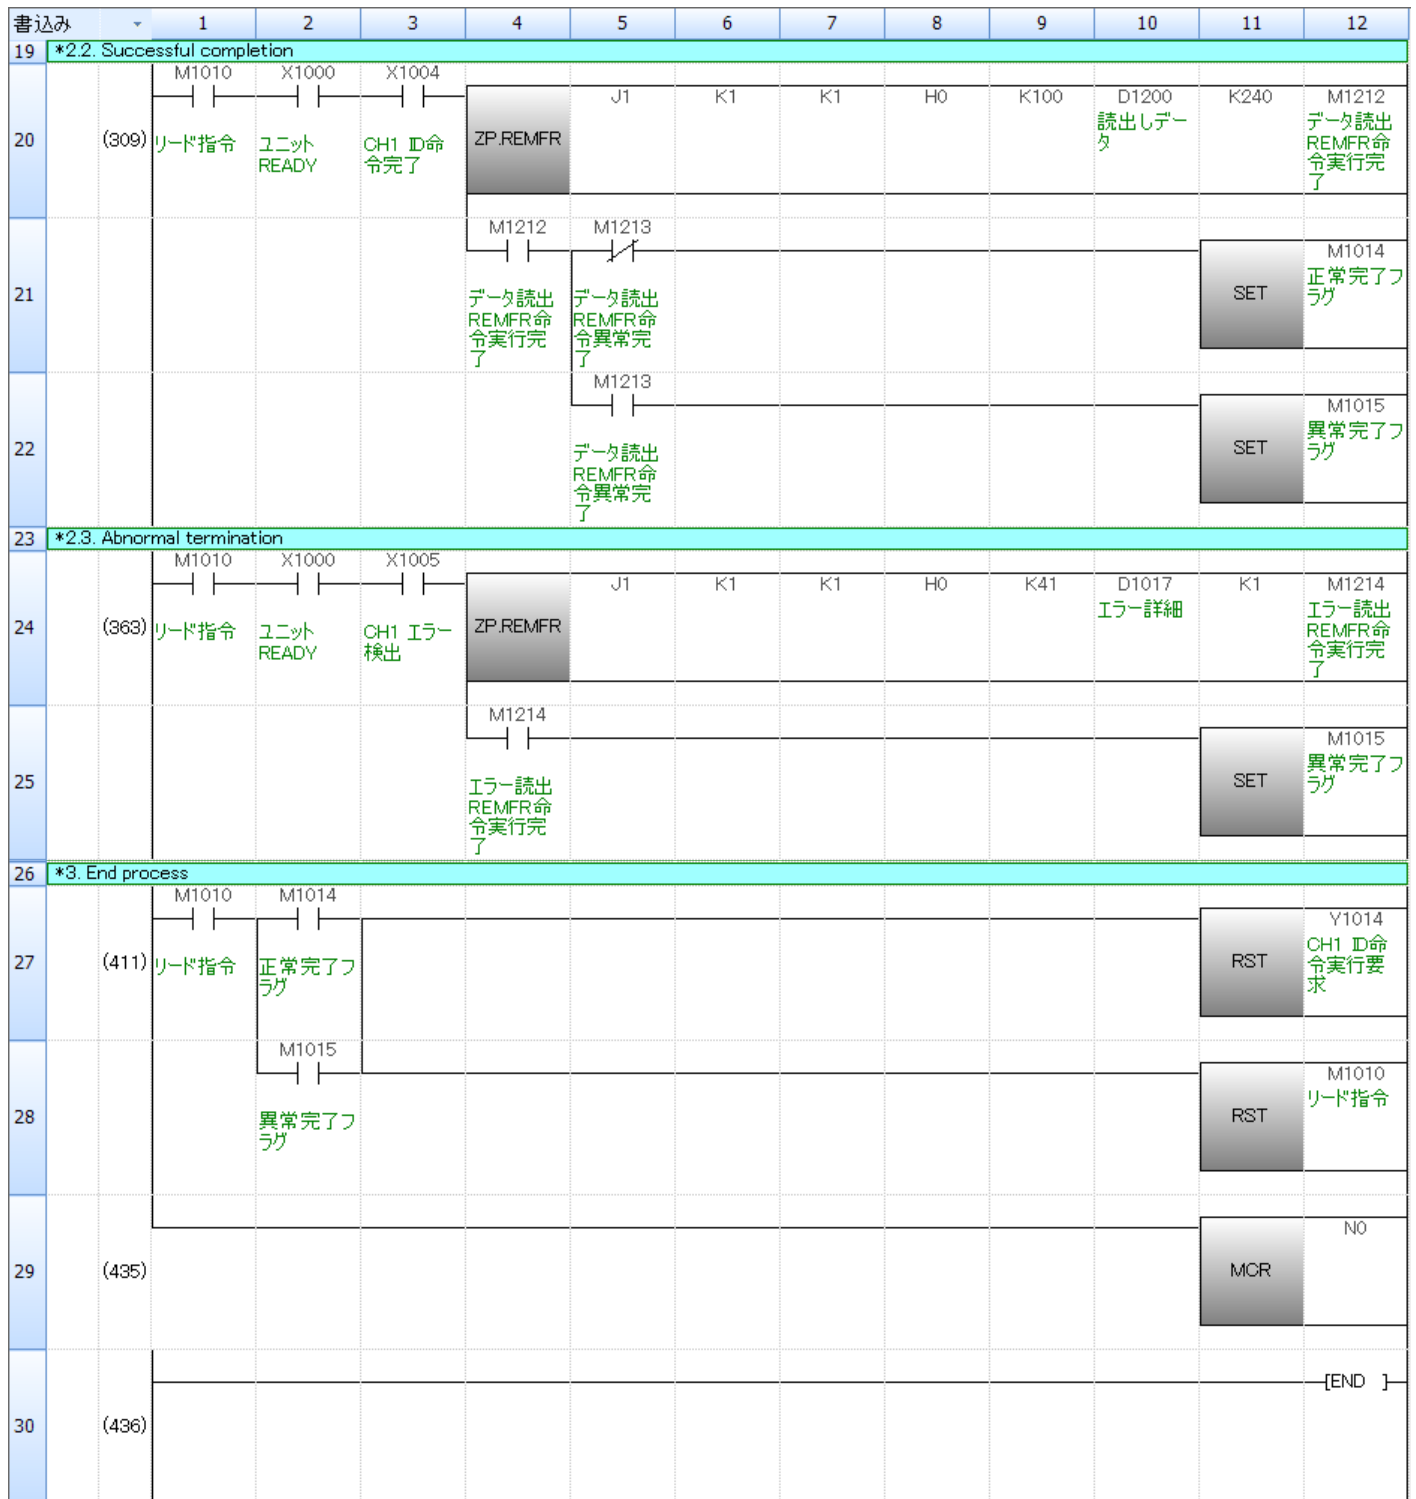 書込み 1 2 3 4 5 6 7 8 9 10 11 12
19 *2.2. Successful completion
M1010 X1000 X1004
J1 K1 K1 H0 K100 D1200 K240 M1212
20 (309) リード指令 ユニット
READY CH1 ID命
令完了 ZP.REMFR 読出しデー
タ データ読出
REMFR命
令実行完
了
M1212 M1213
M1014
21 データ読出
REMFR命
令実行完
了 データ読出
REMFR命
令異常完
了 SET 正常完了フ
ラグ
M1213
M1015
22 データ読出
REMFR命
令異常完
了 SET 異常完了フ
ラグ
23 *2.3. Abnormal termination
M1010 X1000 X1005
J1 K1 K1 H0 K41 D1017 K1 M1214
24 (363) リード指令 ユニット
READY CH1 エラー
検出 ZP.REMFR エラー詳細 エラー読出
REMFR命
令実行完
了
M1214
M1015
25 エラー読出
REMFR命
令実行完
了 SET 異常完了フ
ラグ
26 *3. End process
M1010 M1014
Y1014
27 (411) リード指令 正常完了フ
ラグ RST CH1 ID命
令実行要
求
M1015
M1010
28 異常完了フ
ラグ RST リード指令
N0
29 (435) MCR
[END ]
30 (436)